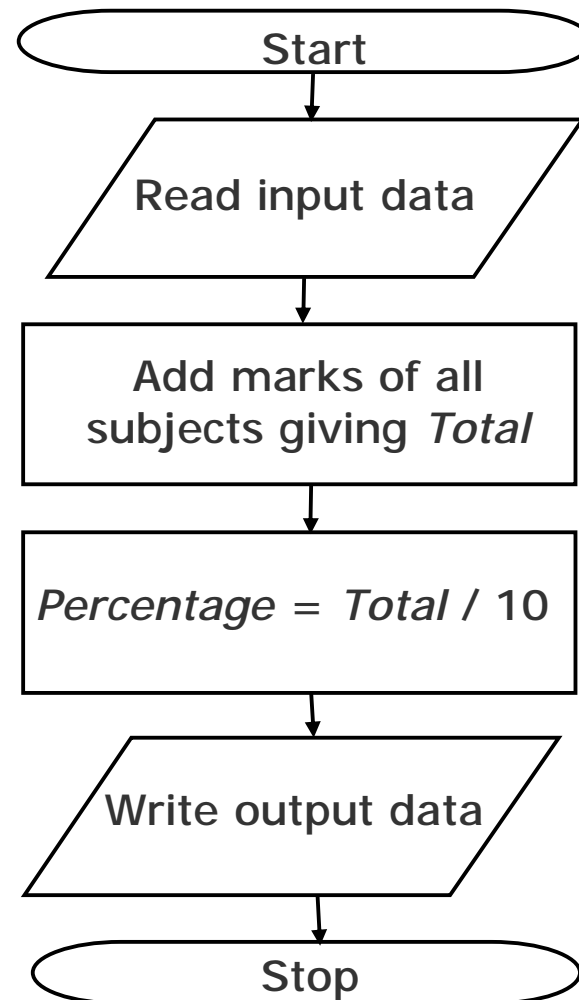 Start
Read input data
Add marks of all
subjects giving Total
Percentage = Total / 10
Write output data
Stop